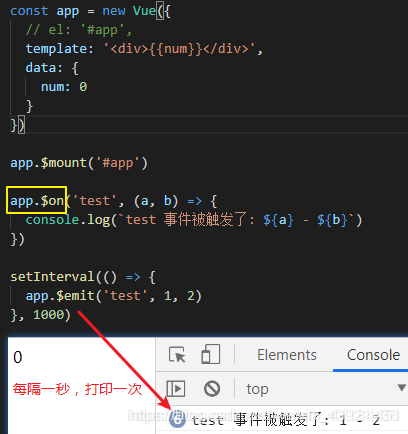 const app = new Vue({
// el: '#app',
template: '<div>{{num}}</div>',
data: {
num: 0
}
})
app.$mount('#app')
app.$on('test', (a, b) => {
console.log(`test 事件被触发了: ${a} - ${b}`)
})
setInterval(() => {
app.$emit('test', 1, 2)
}, 1000)
0
每隔一秒，打印一次
Elements Console
top
6 test 事件被触发了: 1 - 2